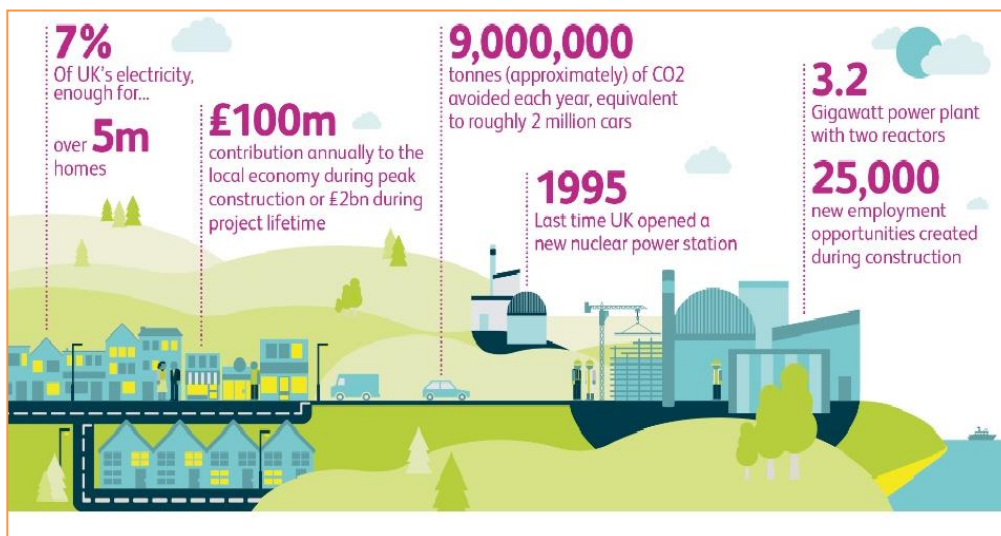 7%
Of UK's electricity,
enough for...
over 5m
homes
£100m
contribution annually to the
local economy during peak
construction or £2bn during
project lifetime
9,000,000
tonnes (approximately) of CO2
avoided each year, equivalent
to roughly 2 million cars
1995
Last time UK opened a
new nuclear power station
3.2
Gigawatt power plant
with two reactors
25,000
new employment
opportunities created
during construction